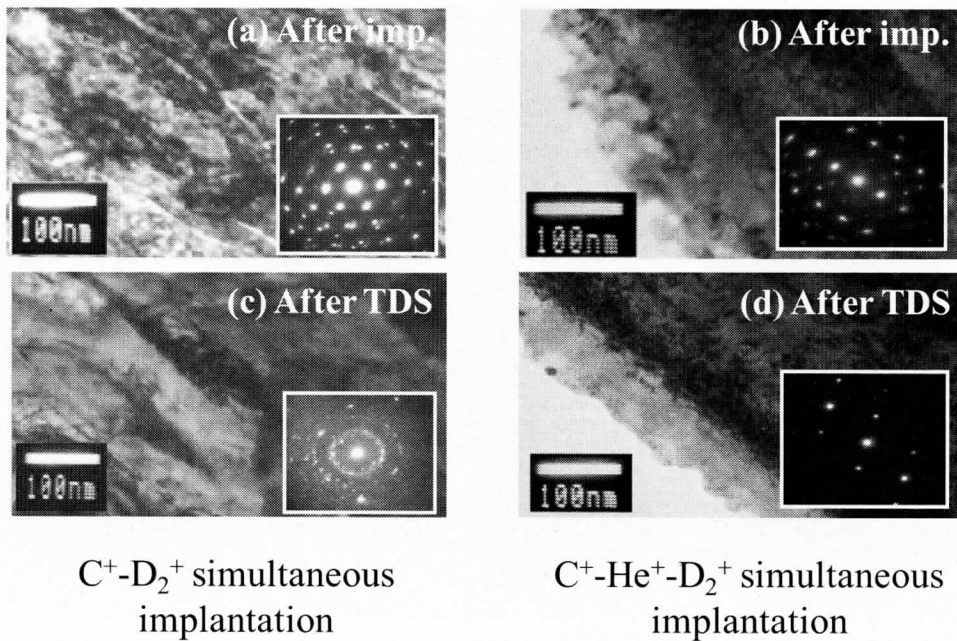 (a) After imp.
100nm
(b) After imp.
100nm
(c) After TDS
100nm
(d) After TDS
100nm
C⁺-D₂⁺ simultaneous
implantation
C⁺-He⁺-D₂⁺ simultaneous
implantation